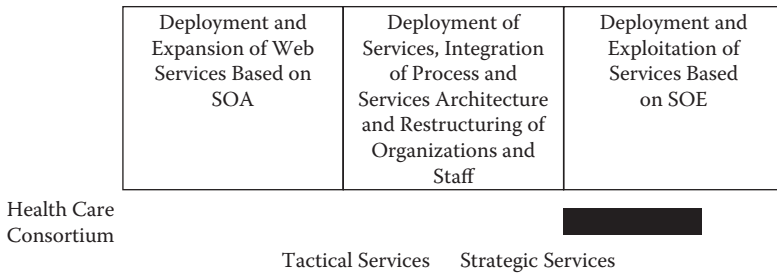 Deployment and
Expansion of Web
Services Based on
SOA
Deployment of
Services, Integration
of Process and
Services Architecture
and Restructuring of
Organizations and
Staff
Deployment and
Exploitation of
Services Based
on SOE
Health Care
Consortium
Tactical Services
Strategic Services